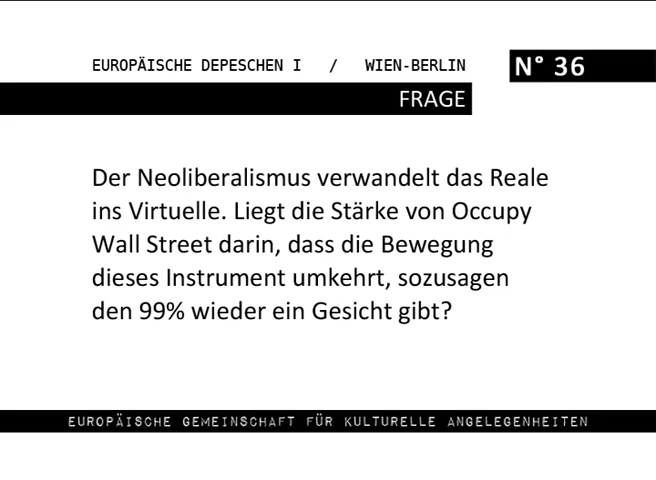 EUROPÄISCHE DEPESCHEN I / WIEN-BERLIN N° 36
FRAGE
Der Neoliberalismus verwandelt das Reale
ins Virtuelle. Liegt die Stärke von Occupy
Wall Street darin, dass die Bewegung
dieses Instrument umkehrt, sozusagen
den 99% wieder ein Gesicht gibt?
EUROPÄISCHE GEMEINSCHAFT FÜR KULTURELLE ANGELEGENHEITEN